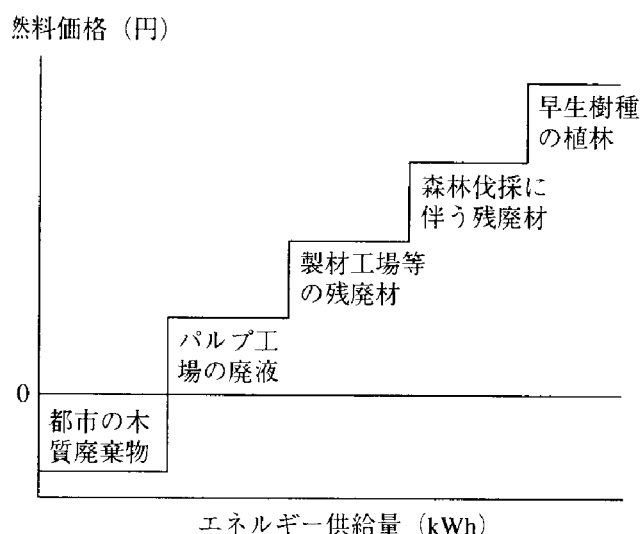 然料価格（円）
早生樹種
の植林
森林伐採に
伴う残廃材
製材工場等
の残廃材
パルプ工
場の廃液
0
都市の木
質廃棄物
エネルギー供給量（kWh）